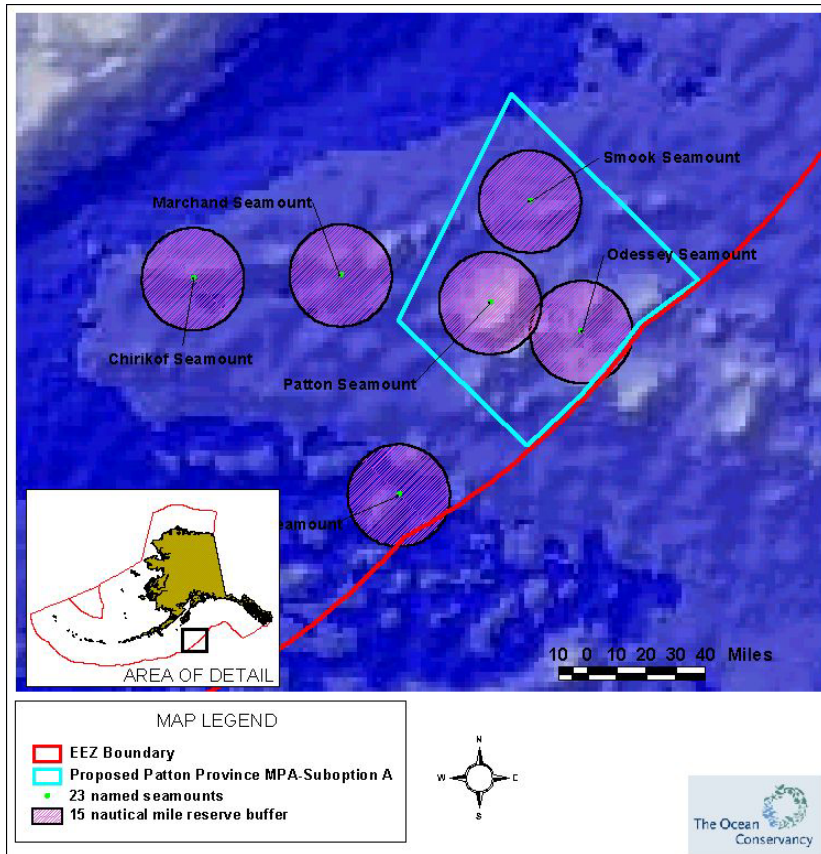 Smook Seamount
Marchand Seamount
Odessey Seamount
Chirikof Seamount
Patton Seamount
eamount
AREA OF DETAIL
10 0 10 20 30 40 Miles
MAP LEGEND
EEZ Boundary
Proposed Patton Province MPA-Suboption A
23 named seamounts
15 nautical mile reserve buffer
N
W E
S
The Ocean
Conservancy